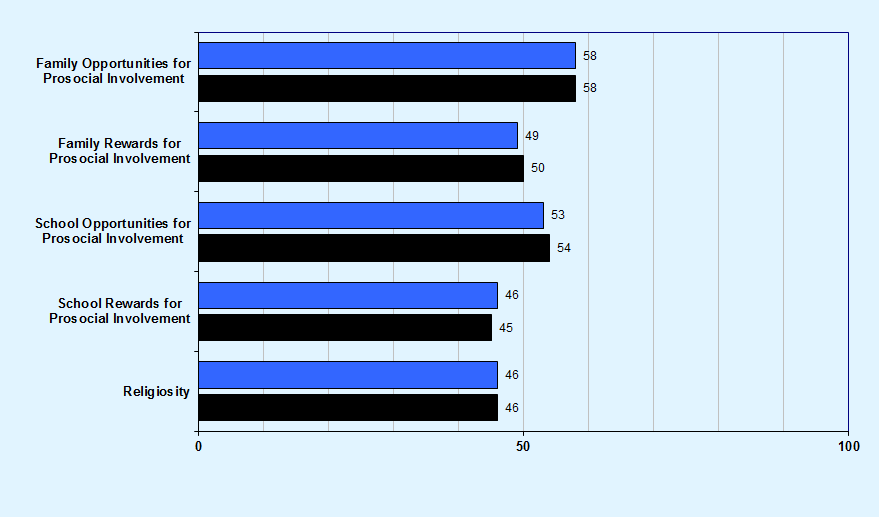 Family Opportunities for
Prosocial Involvement
58
58
Family Rewards for
Prosocial Involvement
49
50
School Opportunities for
Prosocial Involvement
53
54
School Rewards for
Prosocial Involvement
46
45
Religiosity
46
46
0 50 100